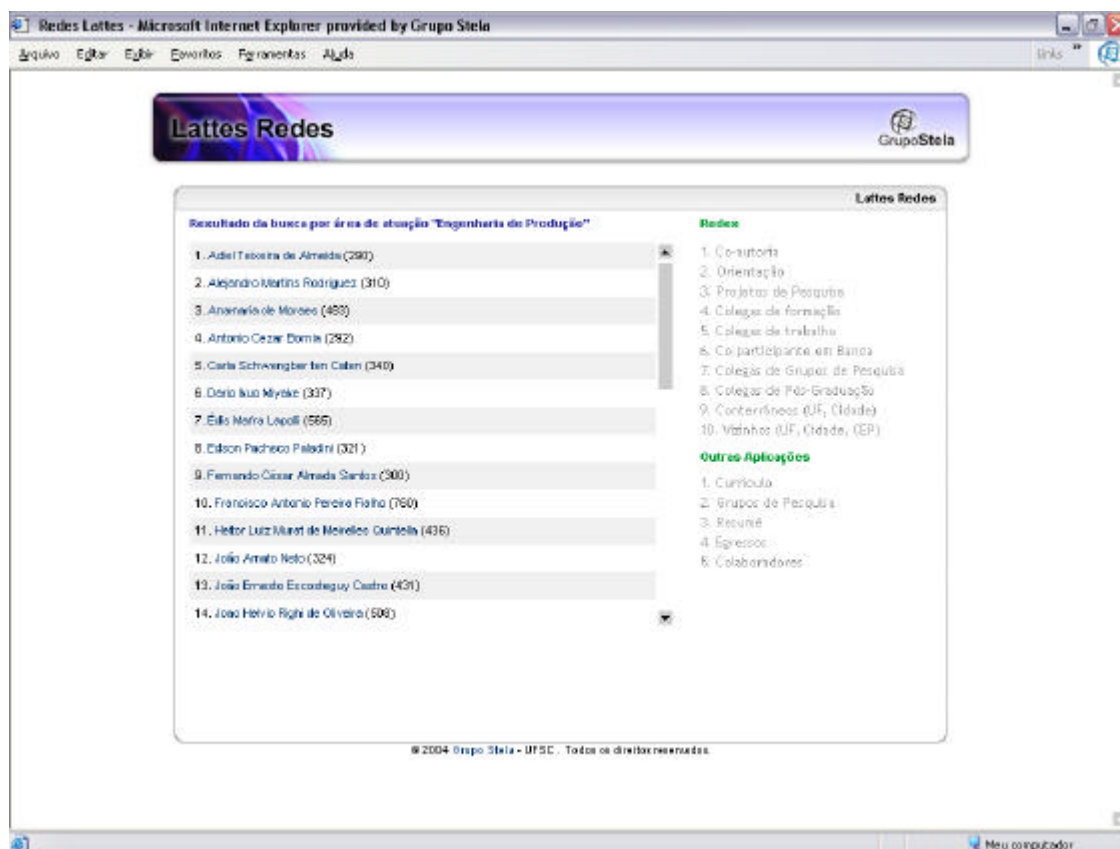 Redes Lattes - Microsoft Internet Explorer provided by Grupo Stela
Arquivo Editar Exibir Favoritos Ferramentas Ajuda
Links »
Lattes Redes
GrupoStela
Lattes Redes
Resultado da busca por área de atuação "Engenharia de Produção"
1. Adiel Teixeira de Almeida (290)
2. Alejandro Martins Rodriguez (310)
3. Anamaria de Moraes (483)
4. Antonio Cezar Bornia (292)
5. Carla Schwengber ten Caten (340)
6. Dario Ikuo Miyake (337)
7. Édis Mafra Lapolli (565)
8. Edson Pacheco Paladini (321)
9. Fernando César Almada Santos (300)
10. Francisco Antonio Pereira Fialho (760)
11. Heitor Luiz Murat de Meirelles Quintella (436)
12. João Amato Neto (324)
13. João Ernesto Escosteguy Castro (431)
14. Joao Helvio Righi de Oliveira (508)
Redes
1. Co-autoria
2. Orientação
3. Projetos de Pesquisa
4. Colegas de formação
5. Colegas de trabalho
6. Co participante em Banca
7. Colegas de Grupos de Pesquisa
8. Colegas de Pós-Graduação
9. Conterrâneos (UF, Cidade)
10. Vizinhos (UF, Cidade, CEP)
Outras Aplicações
1. Currículo
2. Grupos de Pesquisa
3. Resumé
4. Egressos
5. Colaboradores
© 2004 Grupo Stela - UFSC . Todos os direitos reservados.
Meu computador